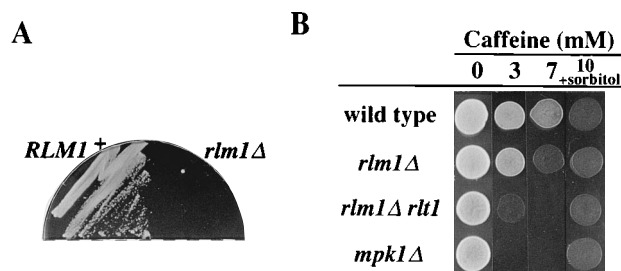 A
RLM1+ rlm1Δ
B
Caffeine (mM)
0 3 7 10
+sorbitol
wild type
rlm1Δ
rlm1Δ rlt1
mpk1Δ